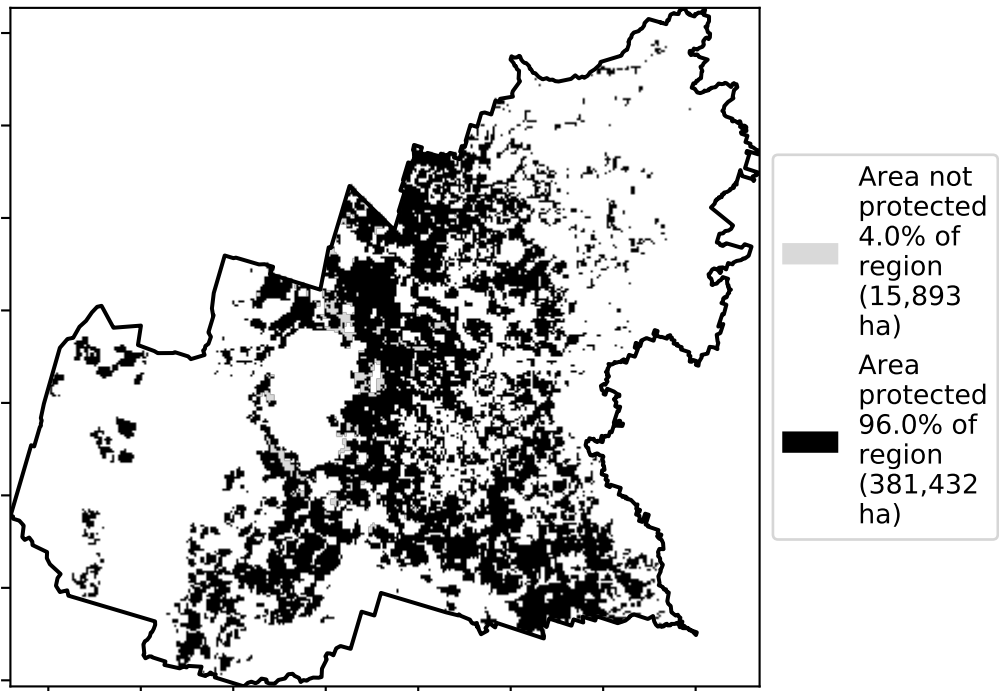 Area not
protected
4.0% of
region
(15,893
ha)
Area
protected
96.0% of
region
(381,432
ha)